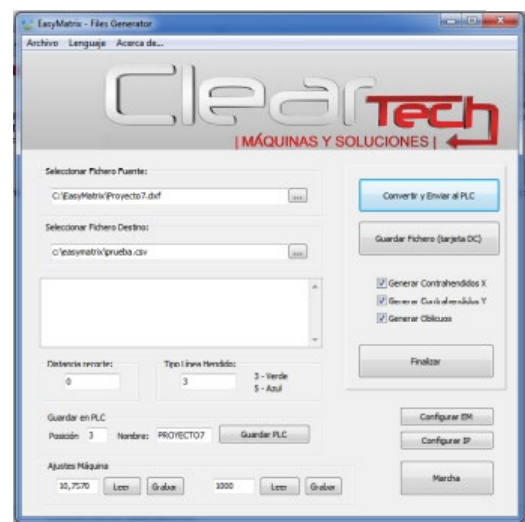 EasyMatrix - Files Generator
Archivo Lenguaje Acerca de...
ClearTech
| MÁQUINAS Y SOLUCIONES |
Seleccionar Fichero Fuente:
C:\EasyMatrix\Proyecto7.dxf ...
Convertir y Enviar al PLC
Seleccionar Fichero Destino:
c:\easymatrix\prueba.csv ...
Guardar Fichero (tarjeta DC)
Generar Contrahendidos X
Generar Contrahendidos Y
Generar Oblicuos
Distancia recorte:
0
Tipo Línea Hendido:
3
3 - Verde
5 - Azul
Finalizar
Guardar en PLC
Posición 3 Nombre: PROYECTO7 Guardar PLC
Configurar EM
Configurar IP
Ajustes Máquina
10,7570 Leer Grabar 1000 Leer Grabar
Marcha